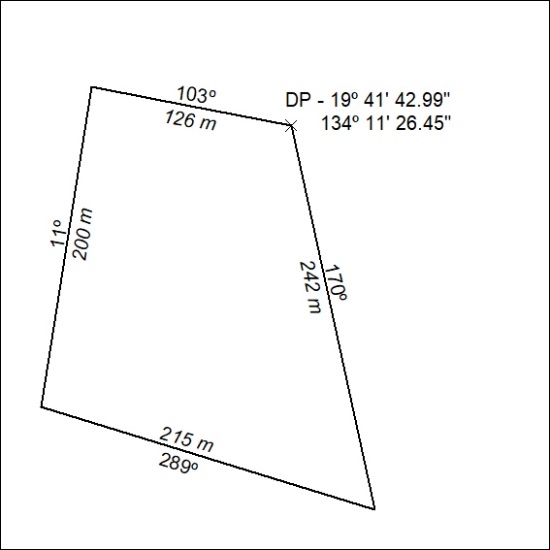 103º
126 m
DP - 19º 41' 42.99"
134º 11' 26.45"
11º
200 m
170º
242 m
215 m
289º